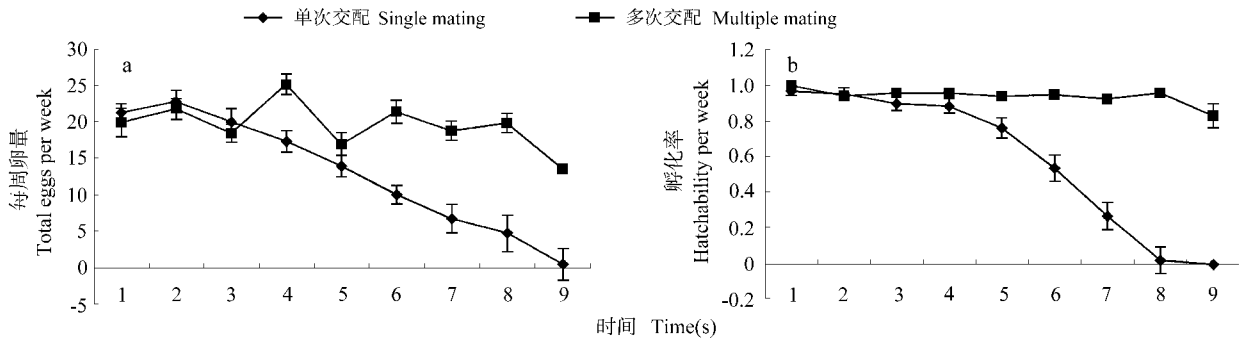 单次交配 Single mating
多次交配 Multiple mating
a
每周卵量
Total eggs per week
30
25
20
15
10
5
0
-5
1 2 3 4 5 6 7 8 9
b
孵化率
Hatchability per week
1.2
1.0
0.8
0.6
0.4
0.2
0
-0.2
1 2 3 4 5 6 7 8 9
时间 Time(s)